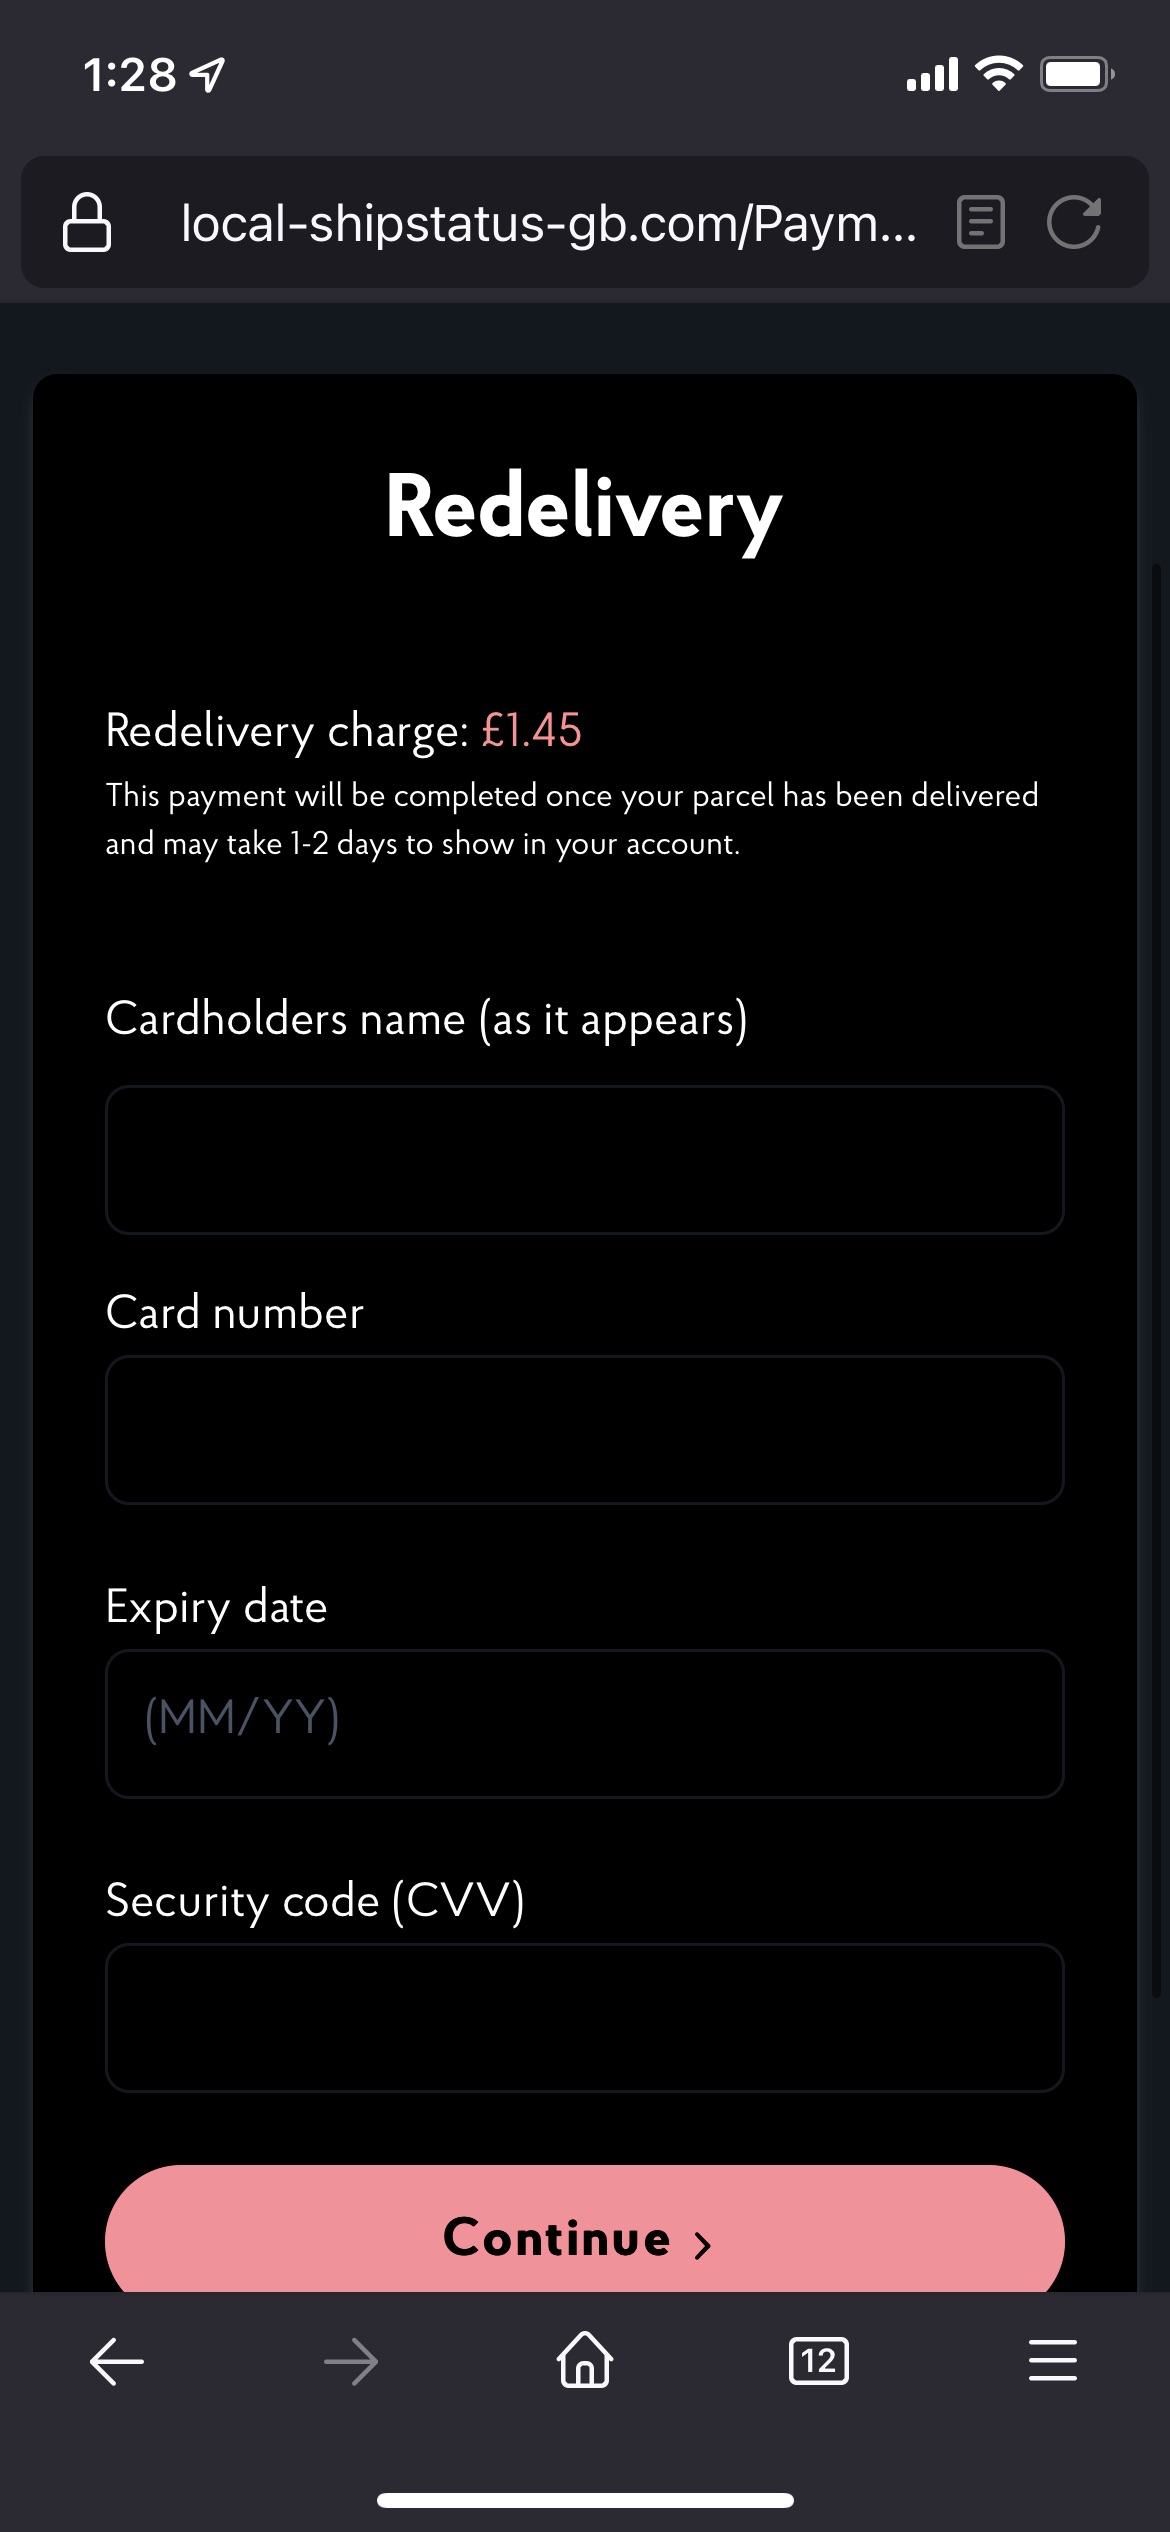 1:28
local-shipstatus-gb.com/Paym...
Redelivery
Redelivery charge: £1.45
This payment will be completed once your parcel has been delivered
and may take 1-2 days to show in your account.
Cardholders name (as it appears)
Card number
Expiry date
(MM/YY)
Security code (CVV)
Continue >
12